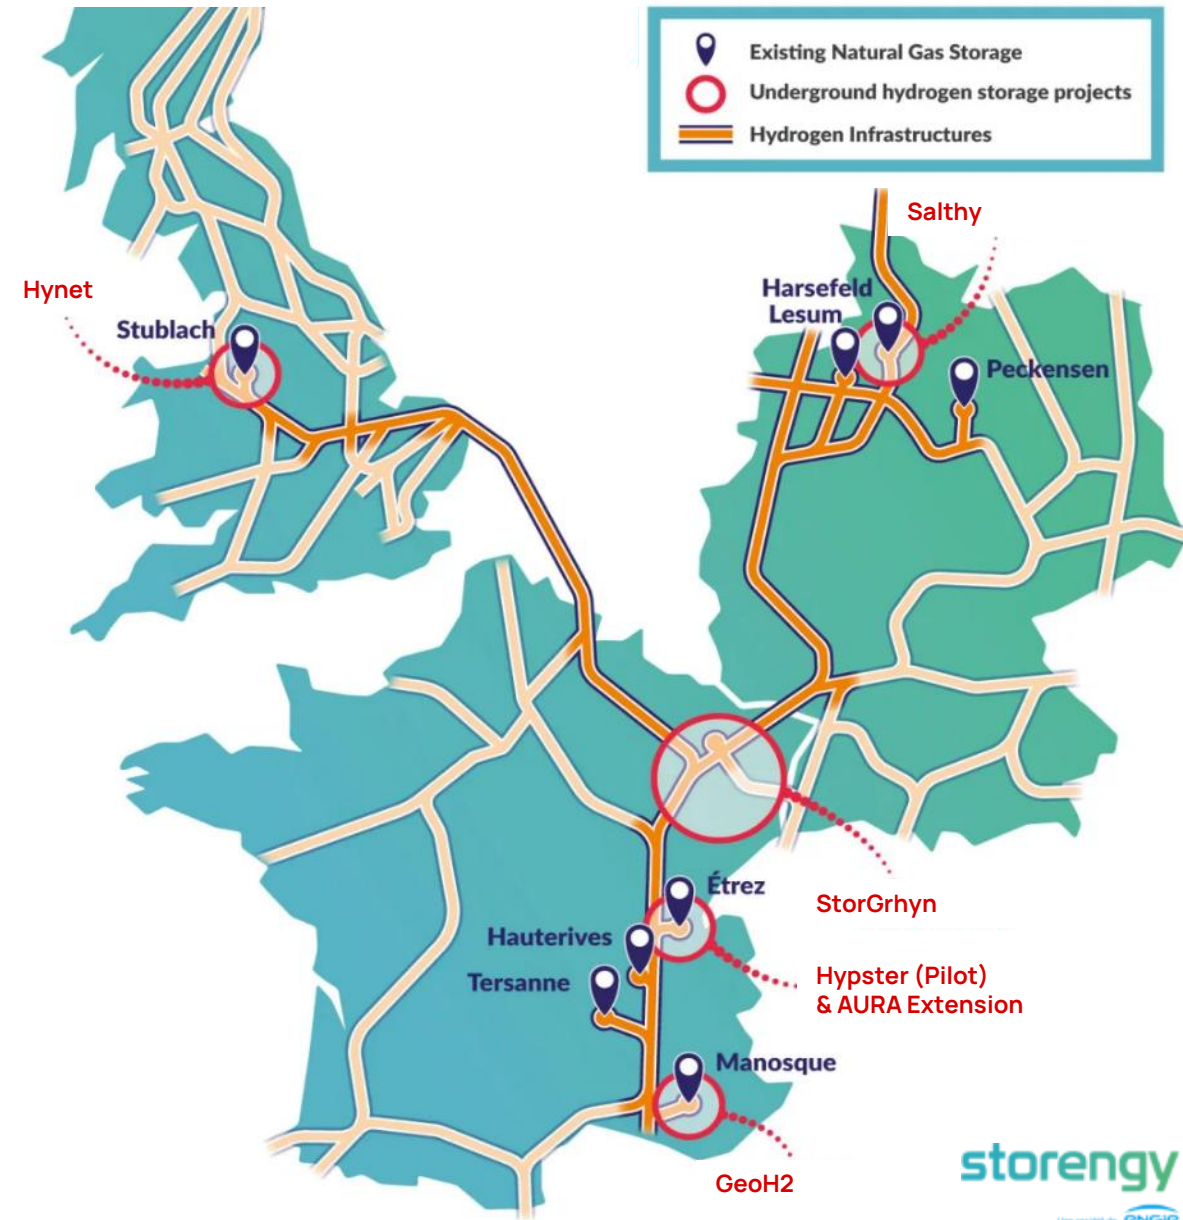 Existing Natural Gas Storage
Underground hydrogen storage projects
Hydrogen Infrastructures
Salthy
Hynet
Harsefeld
Lesum
Stublach
Peckensen
Étrez
StorGrhyn
Hauterives
Hypster (Pilot)
& AURA Extension
Tersanne
Manosque
GeoH2
storengy